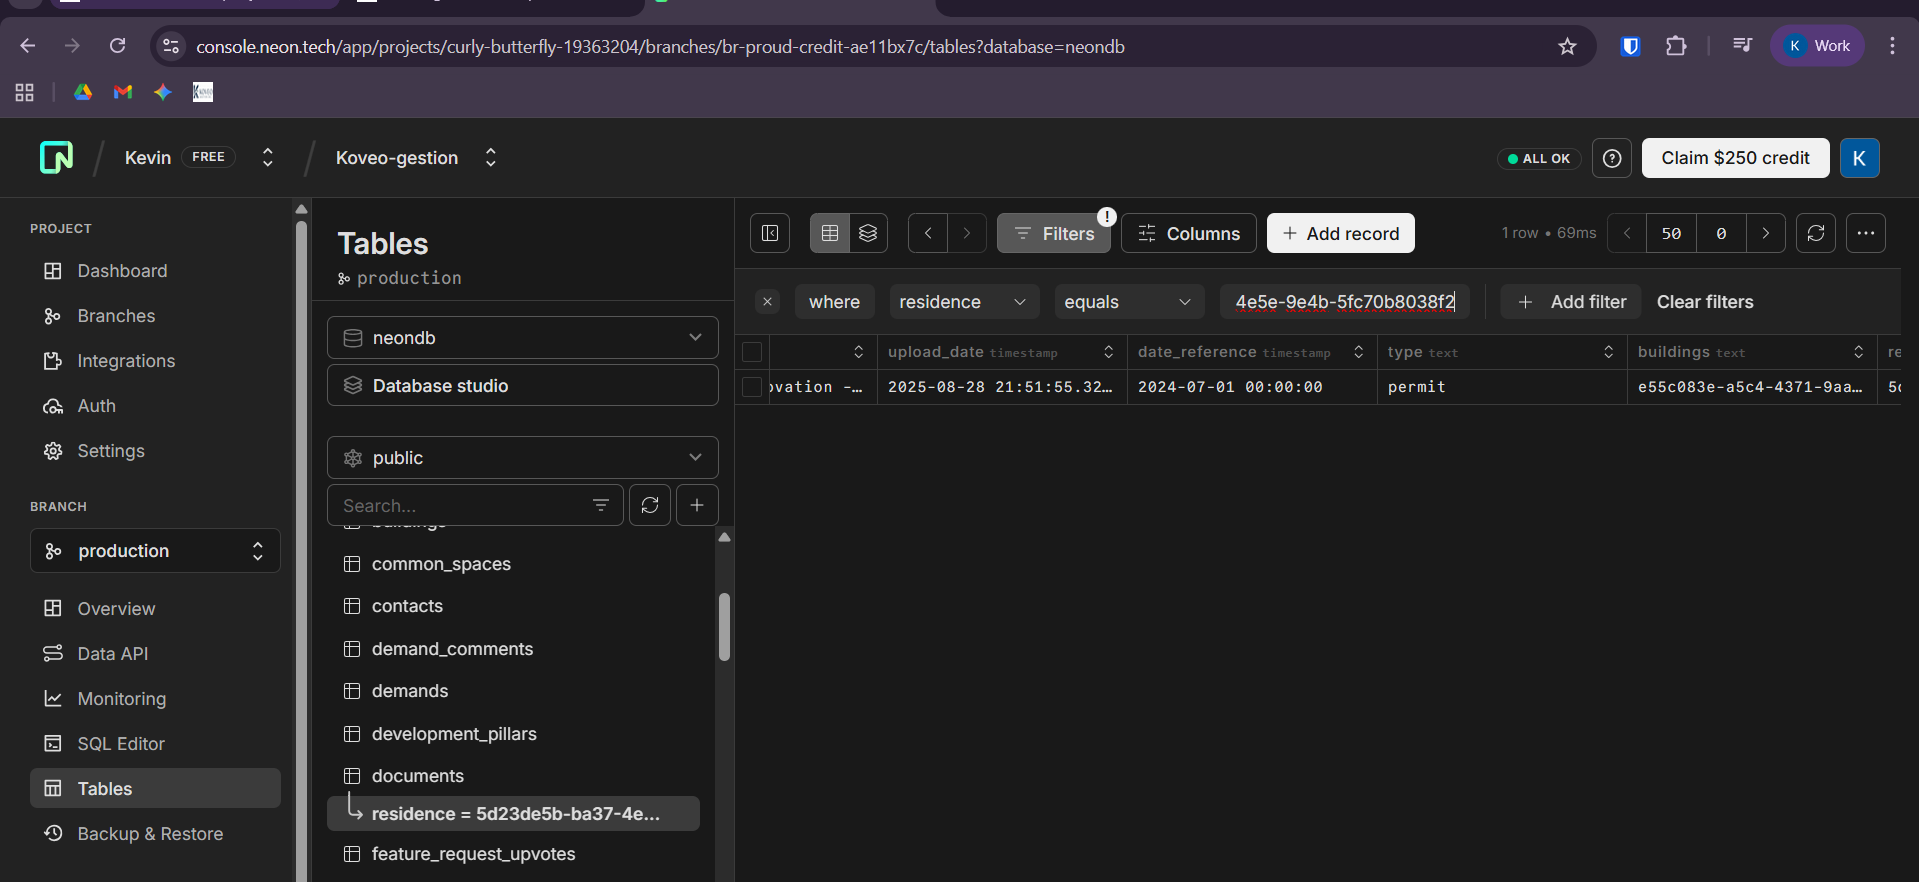 console.neon.tech/app/projects/curly-butterfly-19363204/branches/br-proud-credit-ae11bx7c/tables?database=neondb
K Work
Kevin FREE
Koveo-gestion
ALL OK
Claim $250 credit
K
PROJECT
Dashboard
Branches
Integrations
Auth
Settings
BRANCH
production
Overview
Data API
Monitoring
SQL Editor
Tables
Backup & Restore
Tables
production
neondb
Database studio
public
Search...
buildings
common_spaces
contacts
demand_comments
demands
development_pillars
documents
residence = 5d23de5b-ba37-4e...
feature_request_upvotes
Filters !
Columns
+ Add record
1 row • 69ms
50 0
where residence equals 4e5e-9e4b-5fc70b8038f2 + Add filter Clear filters
upload_date timestamp date_reference timestamp type text buildings text re
ovation -… 2025-08-28 21:51:55.32… 2024-07-01 00:00:00 permit e55c083e-a5c4-4371-9aa…